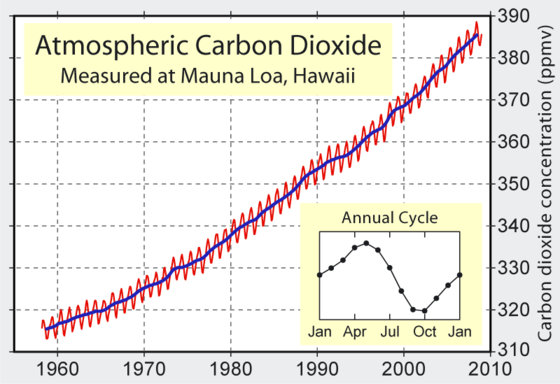 Atmospheric Carbon Dioxide
Measured at Mauna Loa, Hawaii
390
380
370
360
350
340
330
320
310
Carbon dioxide concentration (ppmv)
Annual Cycle
Jan Apr Jul Oct Jan
1960 1970 1980 1990 2000 2010